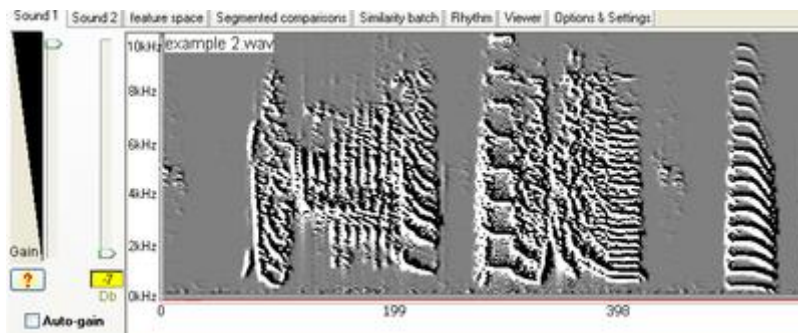 Sound 1 Sound 2 feature space Segmented comparisons Similarity batch Rhythm Viewer Options & Settings
10kHz example 2.wav
8kHz
6kHz
4kHz
2kHz
Gain
?
-7
Db
0kHz
0 199 398
Auto-gain